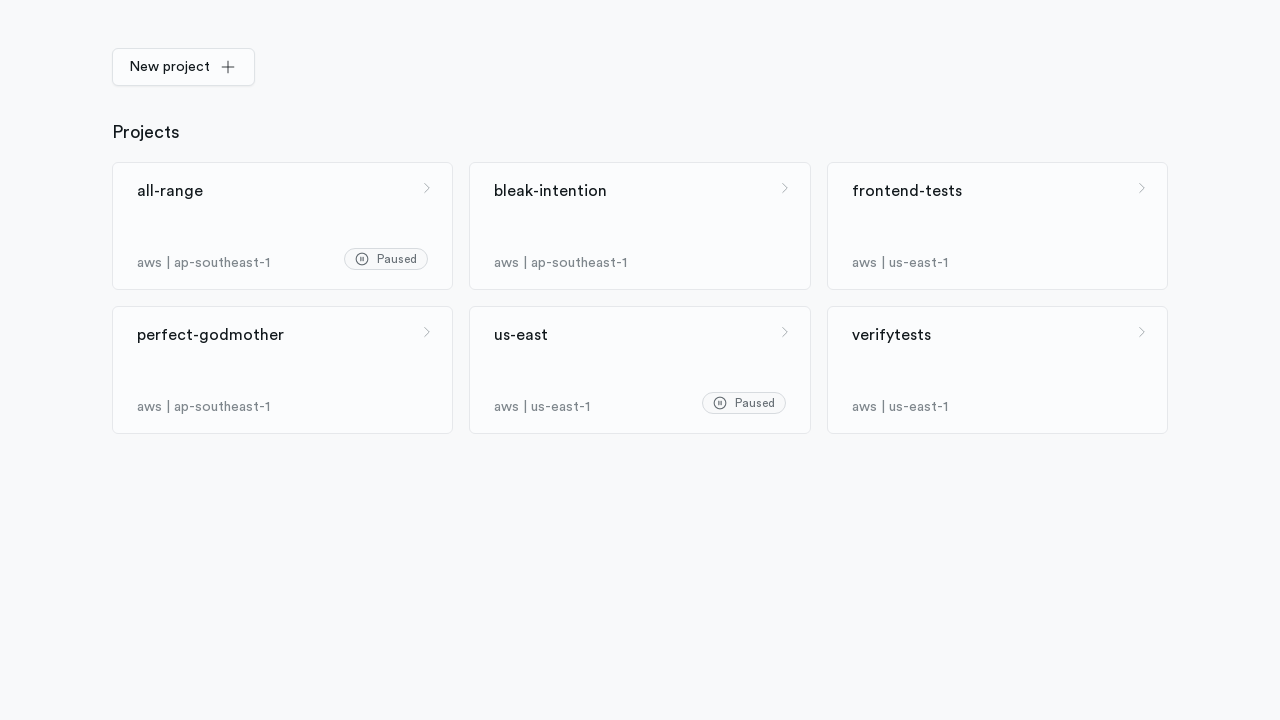 New project
Projects
all-range
aws | ap-southeast-1
Paused
bleak-intention
aws | ap-southeast-1
frontend-tests
aws | us-east-1
perfect-godmother
aws | ap-southeast-1
us-east
aws | us-east-1
Paused
verifytests
aws | us-east-1